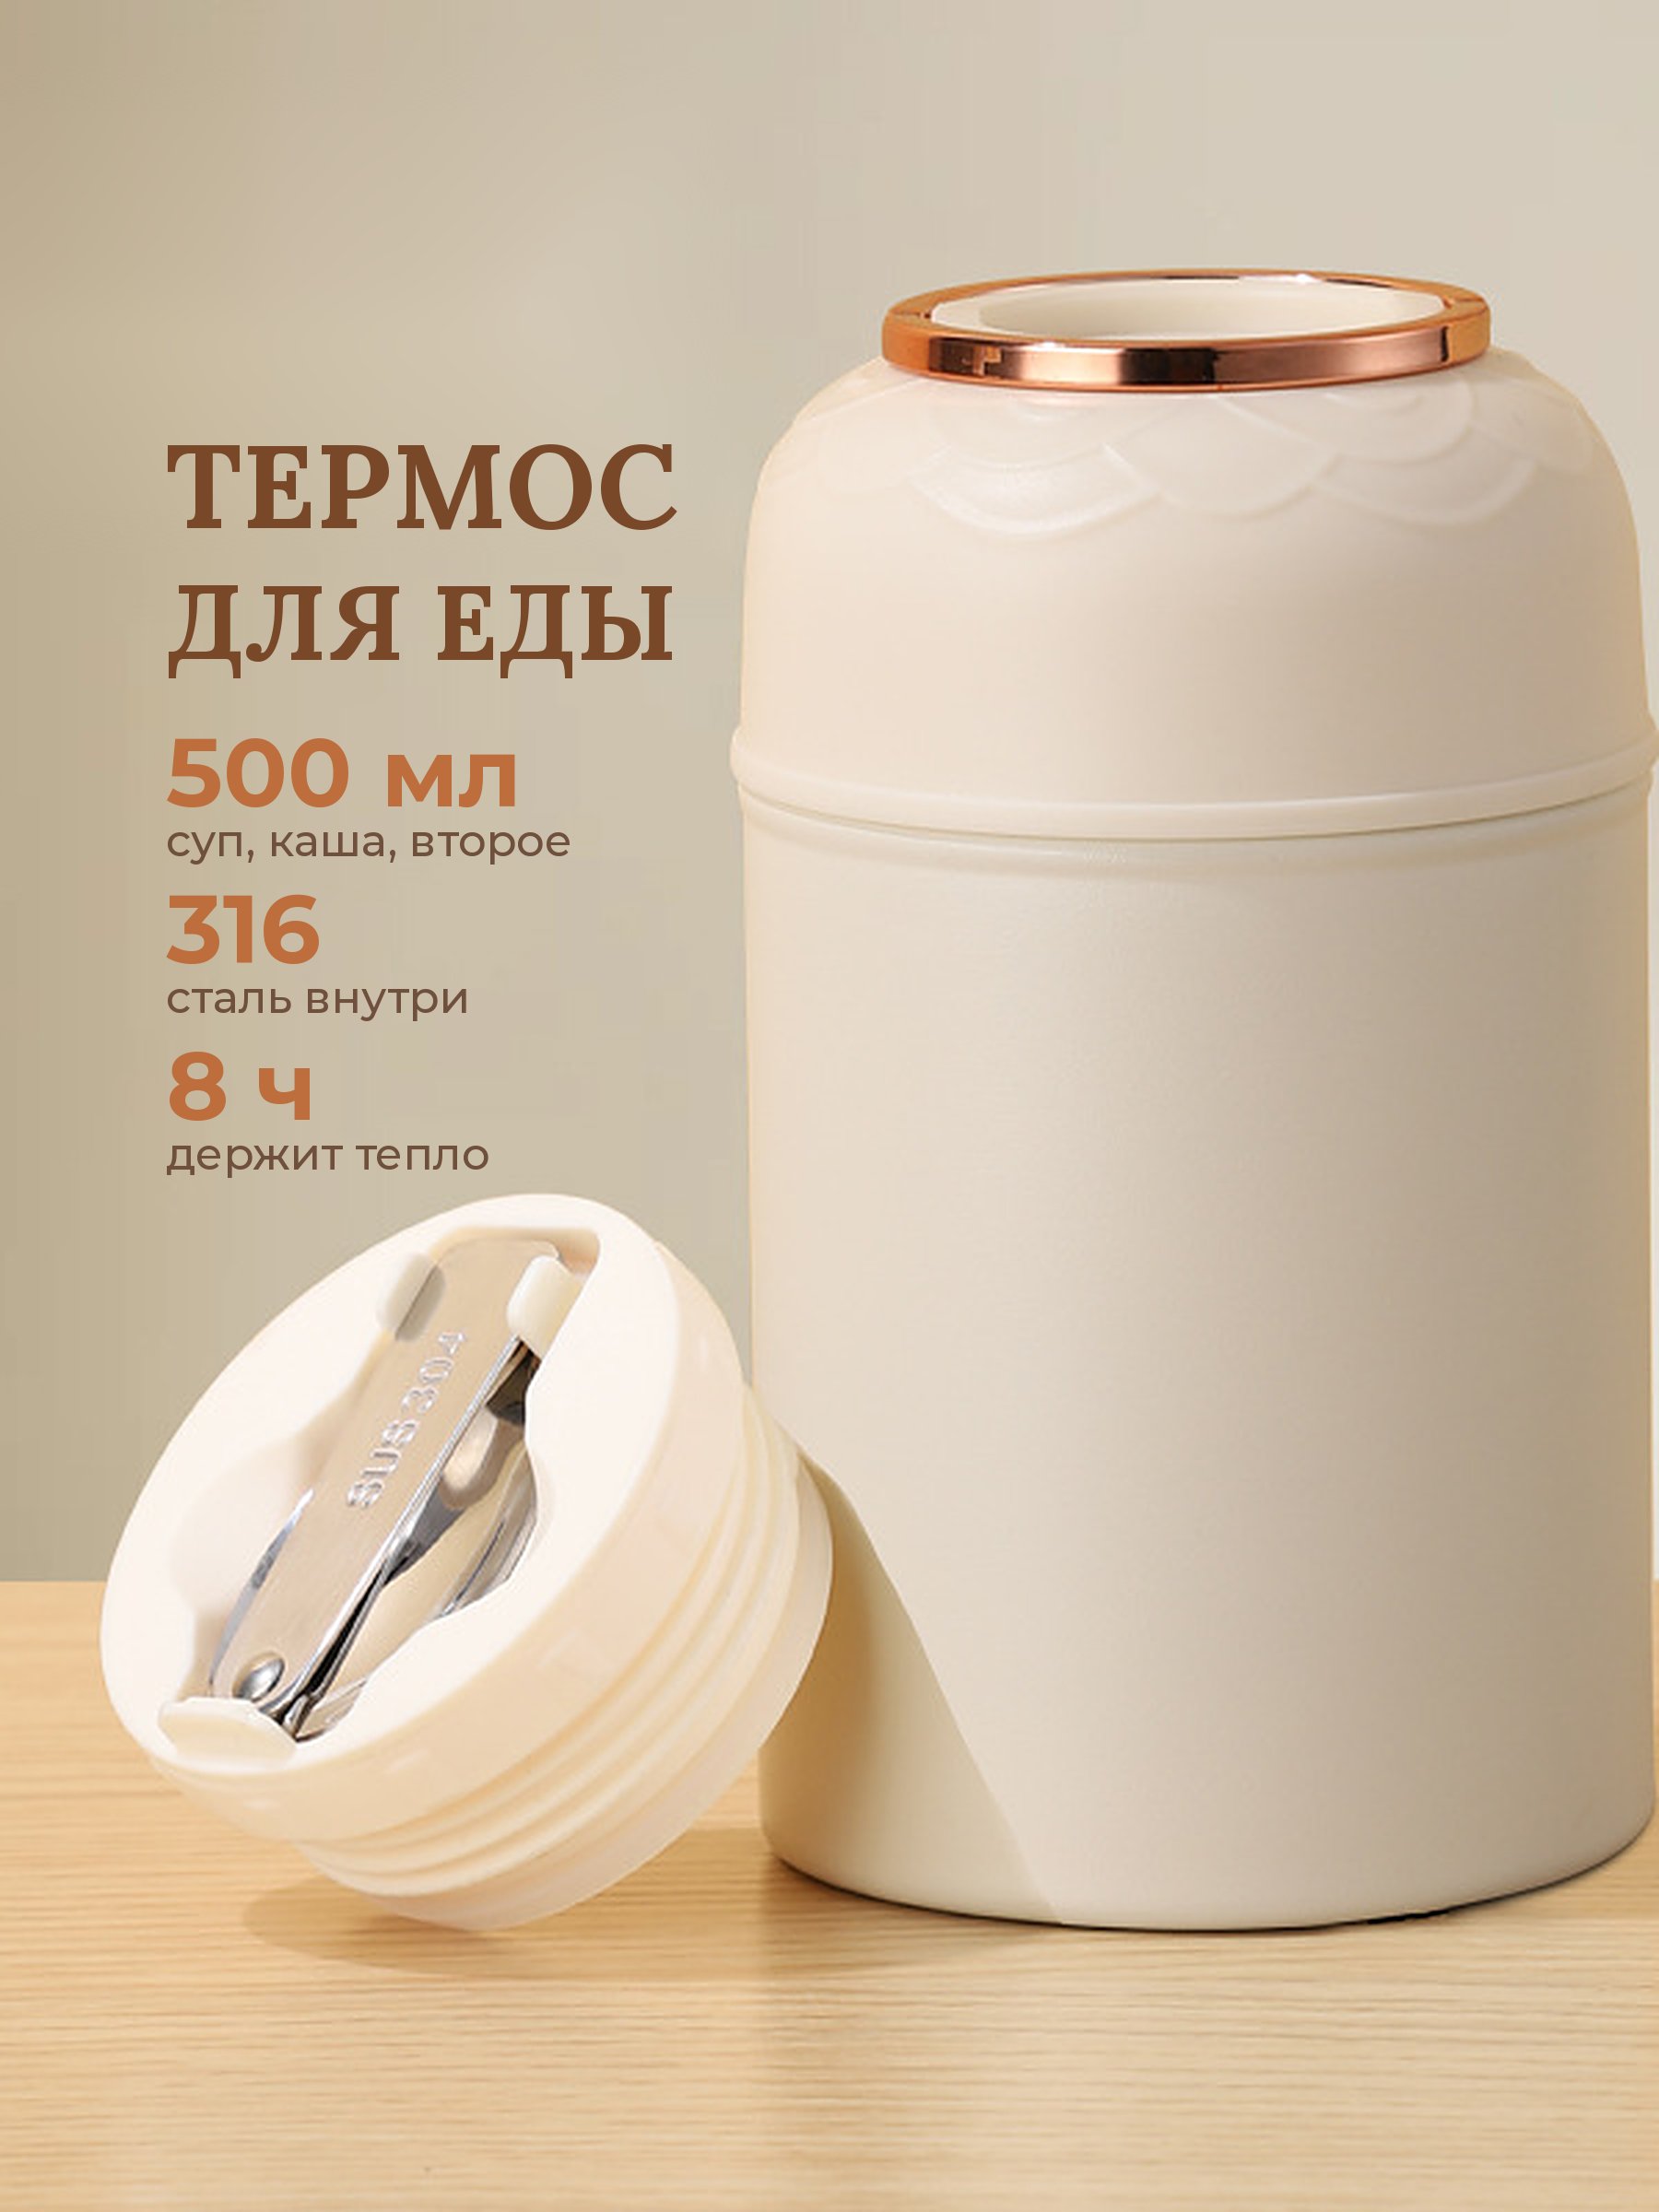 ТЕРМОС
ДЛЯ ЕДЫ
500 мл
суп, каша, второе
316
сталь внутри
8 ч
держит тепло
SUS304